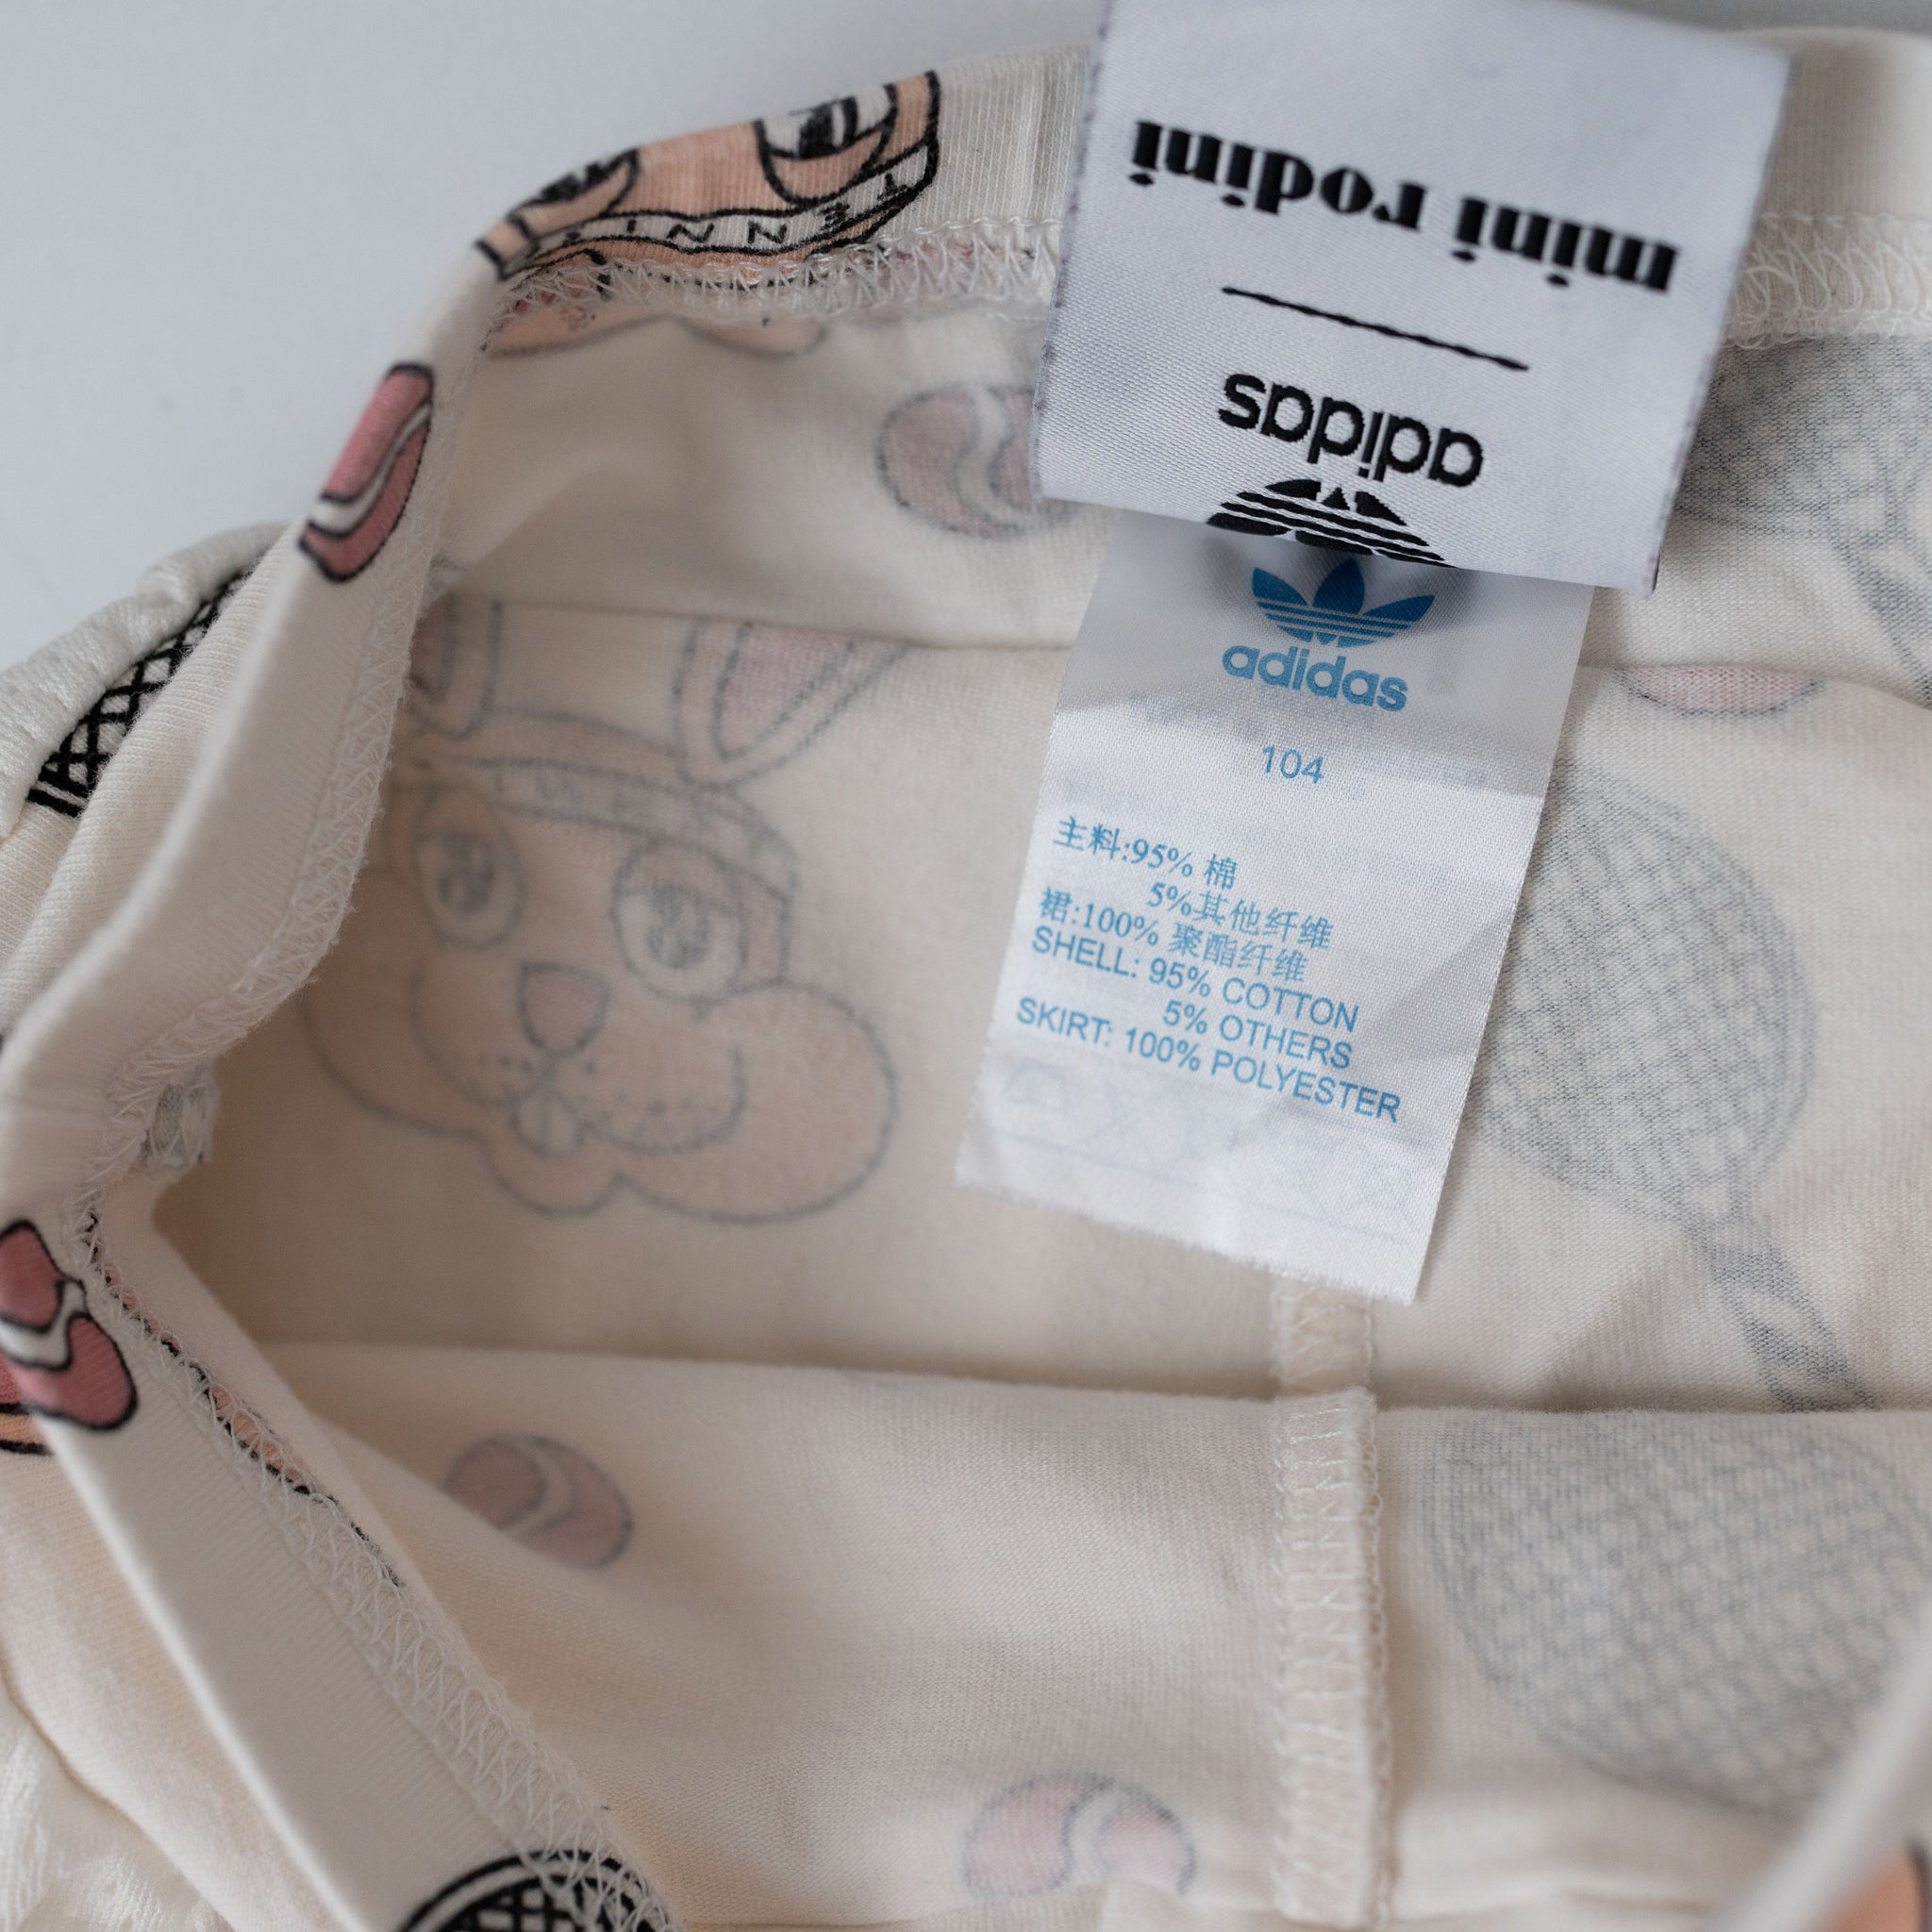 TENNIS
mini rodini
adidas
adidas
104
主料:95% 棉
5%其他纤维
裙:100% 聚酯纤维
SHELL: 95% COTTON
5% OTHERS
SKIRT: 100% POLYESTER